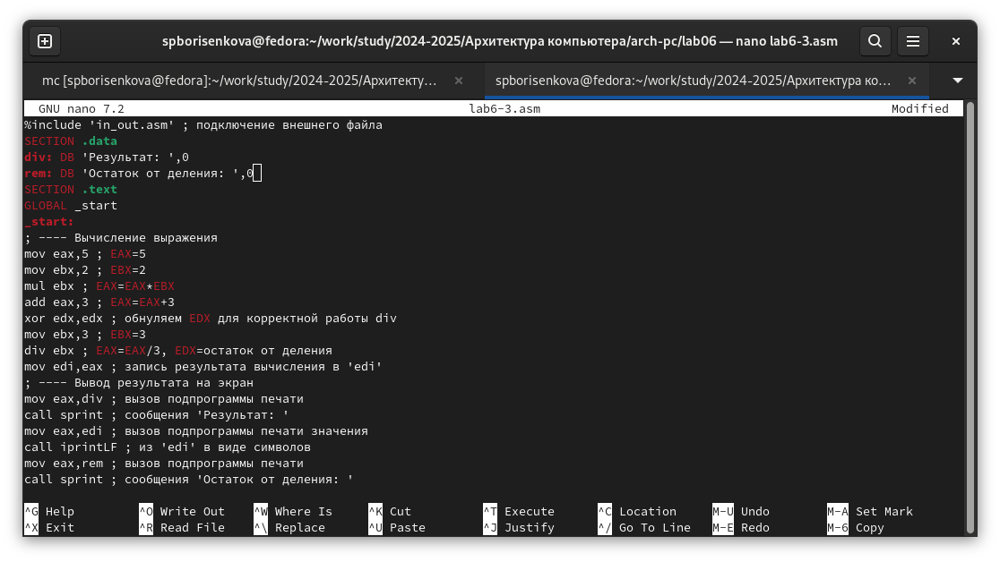 spborisenkova@fedora:~/work/study/2024-2025/Архитектура компьютера/arch-pc/lab06 — nano lab6-3.asm
mc [spborisenkova@fedora]:~/work/study/2024-2025/Архитекту… × spborisenkova@fedora:~/work/study/2024-2025/Архитектура ко… ×
GNU nano 7.2 lab6-3.asm Modified
%include 'in_out.asm' ; подключение внешнего файла
SECTION .data
div: DB 'Результат: ',0
rem: DB 'Остаток от деления: ',0
SECTION .text
GLOBAL _start
_start:
; ---- Вычисление выражения
mov eax,5 ; EAX=5
mov ebx,2 ; EBX=2
mul ebx ; EAX=EAX*EBX
add eax,3 ; EAX=EAX+3
xor edx,edx ; обнуляем EDX для корректной работы div
mov ebx,3 ; EBX=3
div ebx ; EAX=EAX/3, EDX=остаток от деления
mov edi,eax ; запись результата вычисления в 'edi'
; ---- Вывод результата на экран
mov eax,div ; вызов подпрограммы печати
call sprint ; сообщения 'Результат: '
mov eax,edi ; вызов подпрограммы печати значения
call iprintLF ; из 'edi' в виде символов
mov eax,rem ; вызов подпрограммы печати
call sprint ; сообщения 'Остаток от деления: '
^G Help ^O Write Out ^W Where Is ^K Cut ^T Execute ^C Location M-U Undo M-A Set Mark
^X Exit ^R Read File ^\ Replace ^U Paste ^J Justify ^/ Go To Line M-E Redo M-6 Copy